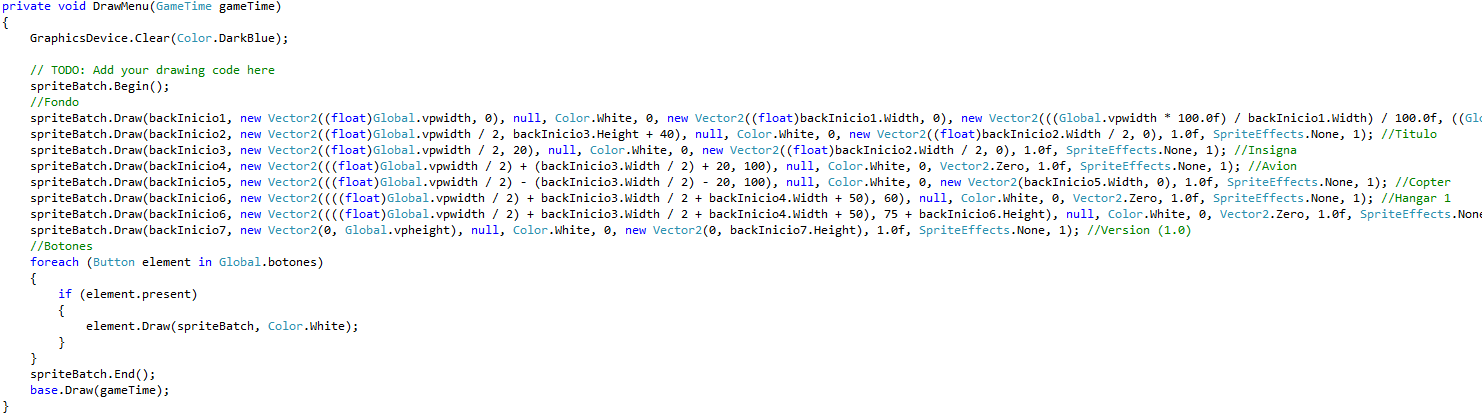 private void DrawMenu(GameTime gameTime)
{
GraphicsDevice.Clear(Color.DarkBlue);
// TODO: Add your drawing code here
spriteBatch.Begin();
//Fondo
spriteBatch.Draw(backInicio1, new Vector2((float)Global.vpwidth, 0), null, Color.White, 0, new Vector2((float)backInicio1.Width, 0), new Vector2(((Global.vpwidth * 100.0f) / backInicio1.Width) / 100.0f, ((Glo
spriteBatch.Draw(backInicio2, new Vector2((float)Global.vpwidth / 2, backInicio3.Height + 40), null, Color.White, 0, new Vector2((float)backInicio2.Width / 2, 0), 1.0f, SpriteEffects.None, 1); //Titulo
spriteBatch.Draw(backInicio3, new Vector2((float)Global.vpwidth / 2, 20), null, Color.White, 0, new Vector2((float)backInicio2.Width / 2, 0), 1.0f, SpriteEffects.None, 1); //Insigna
spriteBatch.Draw(backInicio4, new Vector2(((float)Global.vpwidth / 2) + (backInicio3.Width / 2) + 20, 100), null, Color.White, 0, Vector2.Zero, 1.0f, SpriteEffects.None, 1); //Avion
spriteBatch.Draw(backInicio5, new Vector2(((float)Global.vpwidth / 2) - (backInicio3.Width / 2) - 20, 100), null, Color.White, 0, new Vector2(backInicio5.Width, 0), 1.0f, SpriteEffects.None, 1); //Copter
spriteBatch.Draw(backInicio6, new Vector2((((float)Global.vpwidth / 2) + backInicio3.Width / 2 + backInicio4.Width + 50), 60), null, Color.White, 0, Vector2.Zero, 1.0f, SpriteEffects.None, 1); //Hangar 1
spriteBatch.Draw(backInicio6, new Vector2((((float)Global.vpwidth / 2) + backInicio3.Width / 2 + backInicio4.Width + 50), 75 + backInicio6.Height), null, Color.White, 0, Vector2.Zero, 1.0f, SpriteEffects.None
spriteBatch.Draw(backInicio7, new Vector2(0, Global.vpheight), null, Color.White, 0, new Vector2(0, backInicio7.Height), 1.0f, SpriteEffects.None, 1); //Version (1.0)
//Botones
foreach (Button element in Global.botones)
{
if (element.present)
{
element.Draw(spriteBatch, Color.White);
}
}
spriteBatch.End();
base.Draw(gameTime);
}